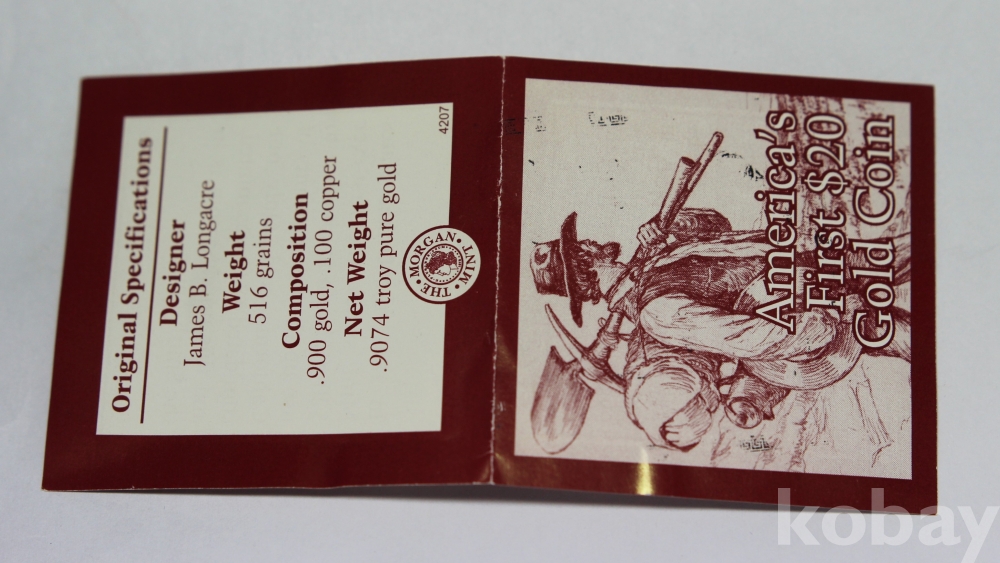 Original Specifications
Designer
James B. Longacre
Weight
516 grains
Composition
.900 gold, .100 copper
Net Weight
.9074 troy pure gold
THE • MORGAN • MINT •
4207
America's
First $20
Gold Coin
kobay